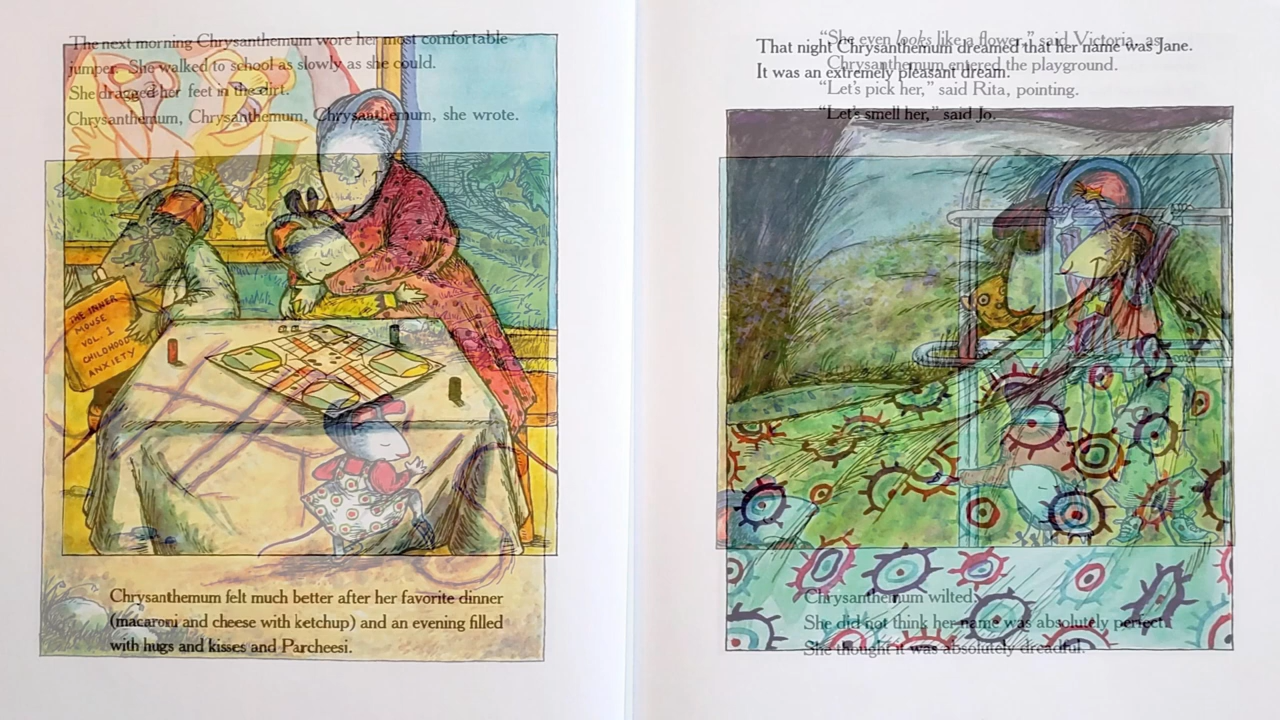 The next morning Chrysanthemum wore her most comfortable
jumper. She walked to school as slowly as she could.
She dragged her feet in the dirt.
Chrysanthemum, Chrysanthemum, Chrysanthemum, she wrote.
THE INNER
MOUSE
VOL. 1
CHILDHOOD
ANXIETY
Chrysanthemum felt much better after her favorite dinner
(macaroni and cheese with ketchup) and an evening filled
with hugs and kisses and Parcheesi.
"She even looks like a flower," said Victoria, as
Chrysanthemum entered the playground.
"Let's pick her," said Rita, pointing.
"Let's smell her," said Jo.
That night Chrysanthemum dreamed that her name was Jane.
It was an extremely pleasant dream.
Chrysanthemum wilted.
She did not think her name was absolutely perfect.
She thought it was absolutely dreadful.